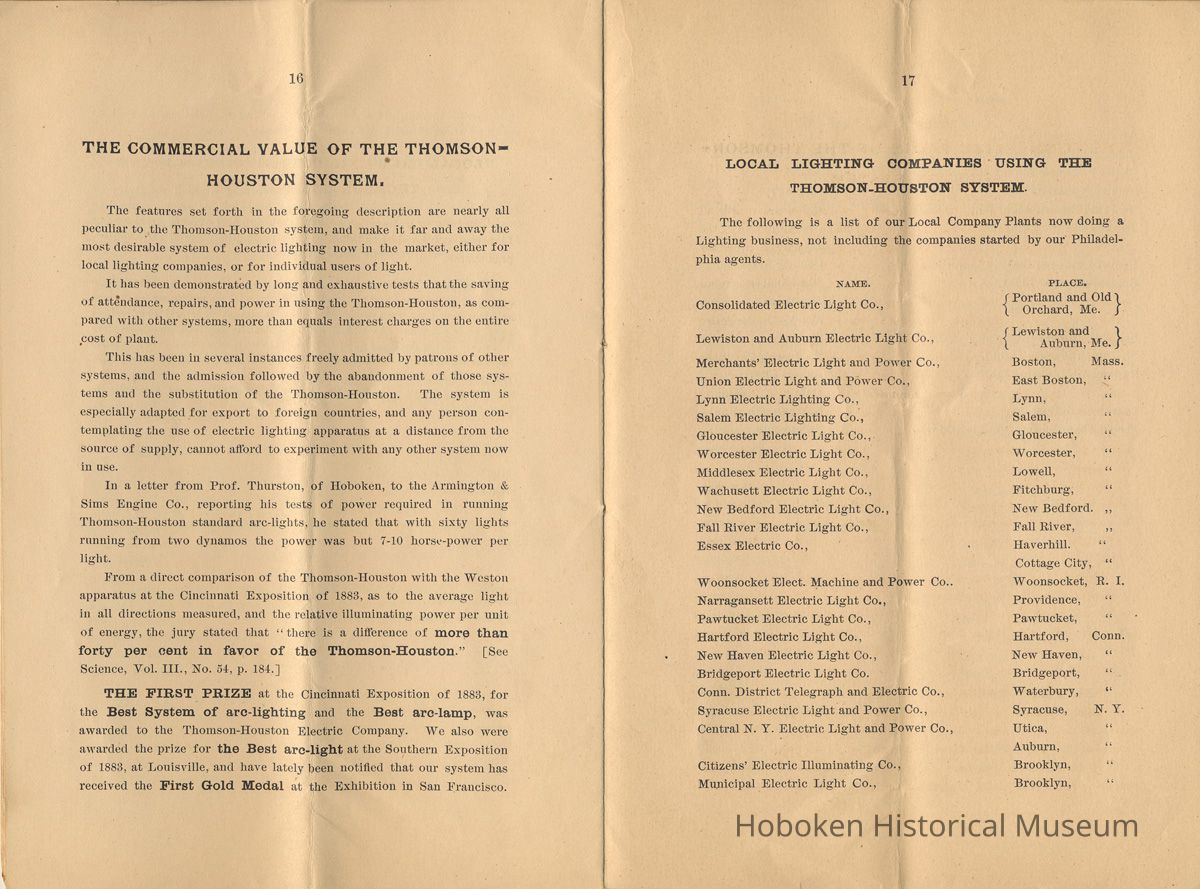 16
THE COMMERCIAL VALUE OF THE THOMSON-
HOUSTON SYSTEM.
The features set forth in the foregoing description are nearly all
peculiar to the Thomson-Houston system, and make it far and away the
most desirable system of electric lighting now in the market, either for
local lighting companies, or for individual users of light.
It has been demonstrated by long and exhaustive tests that the saving
of attendance, repairs, and power in using the Thomson-Houston, as com-
pared with other systems, more than equals interest charges on the entire
cost of plant.
This has been in several instances freely admitted by patrons of other
systems, and the admission followed by the abandonment of those sys-
tems and the substitution of the Thomson-Houston. The system is
especially adapted for export to foreign countries, and any person con-
templating the use of electric lighting apparatus at a distance from the
source of supply, cannot afford to experiment with any other system now
in use.
In a letter from Prof. Thurston, of Hoboken, to the Armington &
Sims Engine Co., reporting his tests of power required in running
Thomson-Houston standard arc-lights, he stated that with sixty lights
running from two dynamos the power was but 7-10 horse-power per
light.
From a direct comparison of the Thomson-Houston with the Weston
apparatus at the Cincinnati Exposition of 1883, as to the average light
in all directions measured, and the relative illuminating power per unit
of energy, the jury stated that "there is a difference of more than
forty per cent in favor of the Thomson-Houston." [See
Science, Vol. III., No. 54, p. 184.]
THE FIRST PRIZE at the Cincinnati Exposition of 1883, for
the Best System of arc-lighting and the Best arc-lamp, was
awarded to the Thomson-Houston Electric Company. We also were
awarded the prize for the Best arc-light at the Southern Exposition
of 1883, at Louisville, and have lately been notified that our system has
received the First Gold Medal at the Exhibition in San Francisco.
17
LOCAL LIGHTING COMPANIES USING THE
THOMSON-HOUSTON SYSTEM.
The following is a list of our Local Company Plants now doing a
Lighting business, not including the companies started by our Philadel-
phia agents.
NAME. PLACE.
Consolidated Electric Light Co., { Portland and Old }
Orchard, Me.
Lewiston and Auburn Electric Light Co., { Lewiston and }
Auburn, Me.
Merchants' Electric Light and Power Co., Boston, Mass.
Union Electric Light and Power Co., East Boston, "
Lynn Electric Lighting Co., Lynn, "
Salem Electric Lighting Co., Salem, "
Gloucester Electric Light Co., Gloucester, "
Worcester Electric Light Co., Worcester, "
Middlesex Electric Light Co., Lowell, "
Wachusett Electric Light Co., Fitchburg, "
New Bedford Electric Light Co., New Bedford. ,,
Fall River Electric Light Co., Fall River, ,,
Essex Electric Co., Haverhill. "
Cottage City, "
Woonsocket Elect. Machine and Power Co.. Woonsocket, R. I.
Narragansett Electric Light Co., Providence, "
Pawtucket Electric Light Co., Pawtucket, "
Hartford Electric Light Co., Hartford, Conn.
New Haven Electric Light Co., New Haven, "
Bridgeport Electric Light Co. Bridgeport, "
Conn. District Telegraph and Electric Co., Waterbury, "
Syracuse Electric Light and Power Co., Syracuse, N. Y.
Central N. Y. Electric Light and Power Co., Utica, "
Auburn, "
Citizens' Electric Illuminating Co., Brooklyn, "
Municipal Electric Light Co., Brooklyn, "
Hoboken Historical Museum